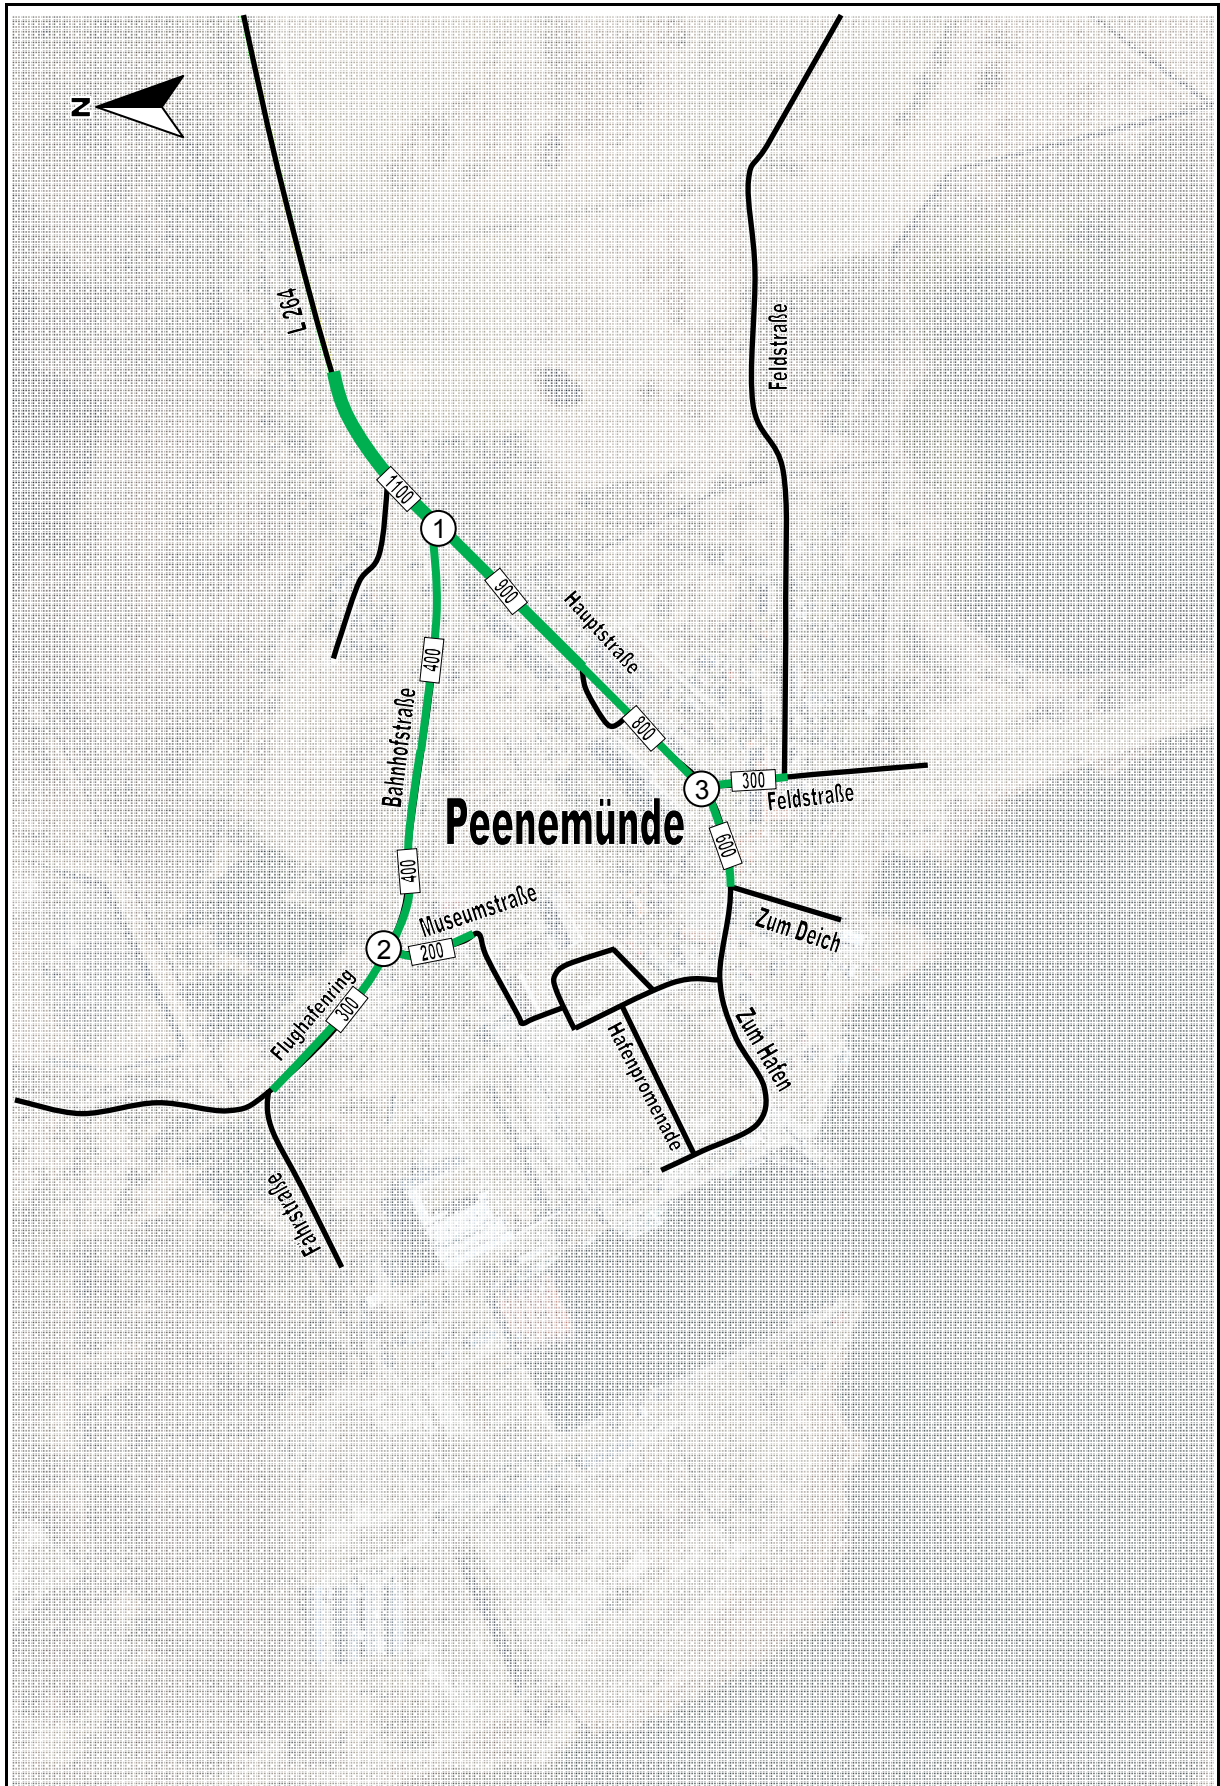 N
L 264
Feldstraße
1100
1
900
Hauptstraße
400
Bahnhofstraße
800
3
300
Feldstraße
Peenemünde
600
400
Museumstraße
Zum Deich
2
200
Flughafenring
300
Zum Hafen
Hafenpromenade
Fährstraße